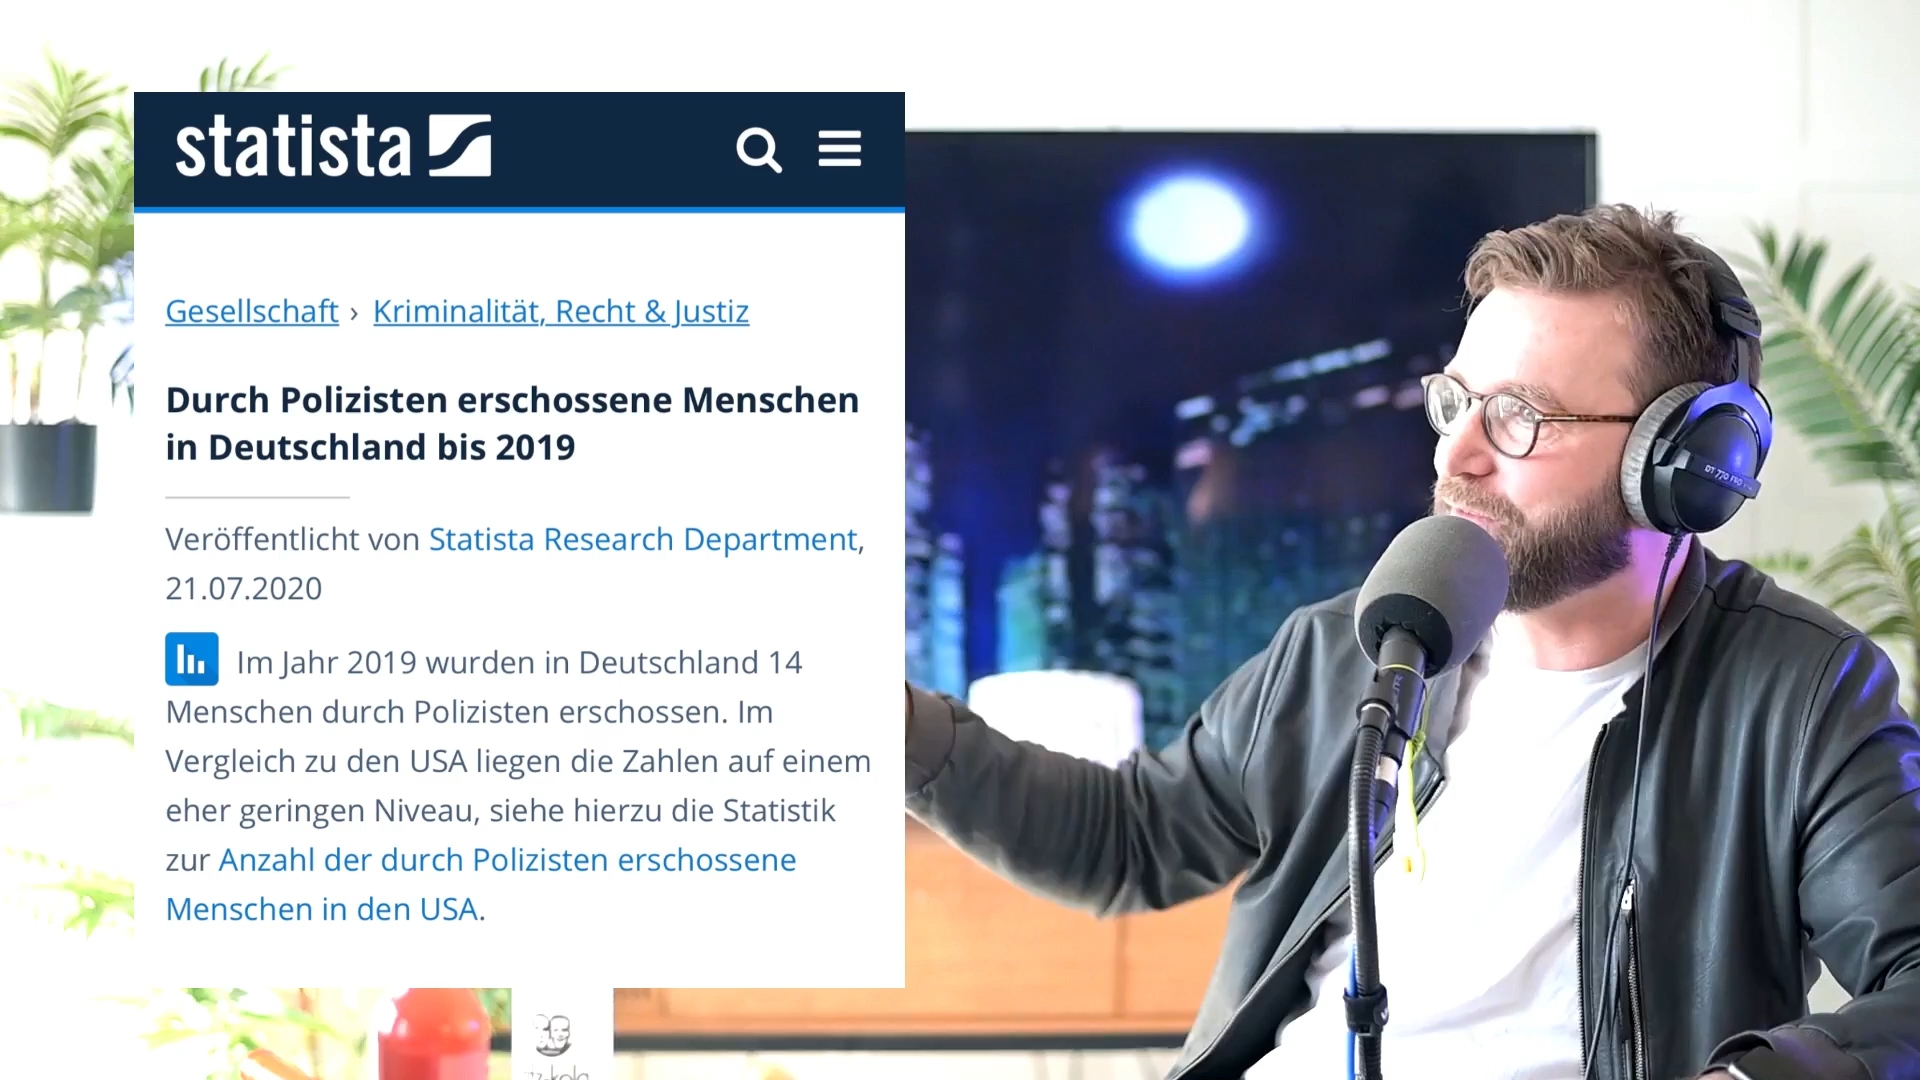 statista
Gesellschaft › Kriminalität, Recht & Justiz
Durch Polizisten erschossene Menschen
in Deutschland bis 2019
Veröffentlicht von Statista Research Department,
21.07.2020
Im Jahr 2019 wurden in Deutschland 14
Menschen durch Polizisten erschossen. Im
Vergleich zu den USA liegen die Zahlen auf einem
eher geringen Niveau, siehe hierzu die Statistik
zur Anzahl der durch Polizisten erschossene
Menschen in den USA.
DT 770 PRO